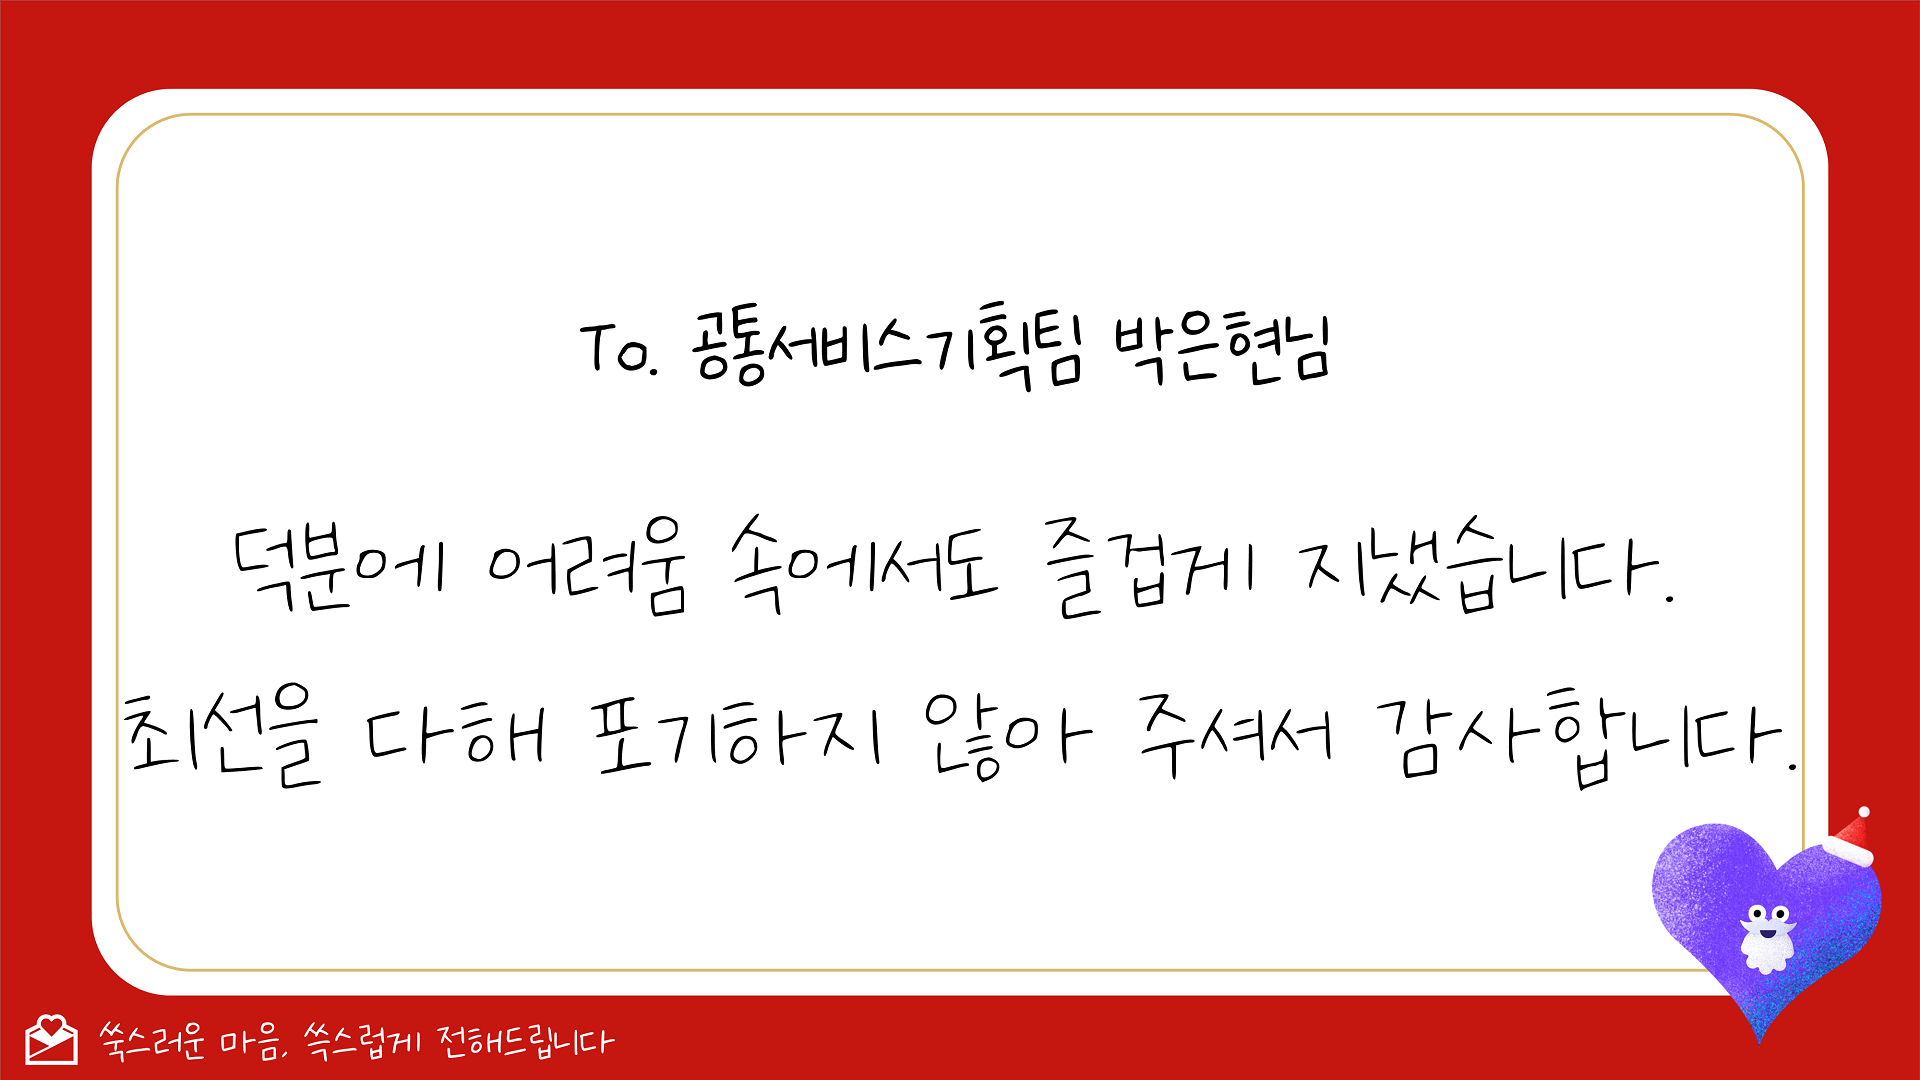 To. 공통서비스기획팀 박은현님
덕분에 어려움 속에서도 즐겁게 지냈습니다.
최선을 다해 포기하지 않아 주셔서 감사합니다.
쑥스러운 마음, 쓱스럽게 전해드립니다